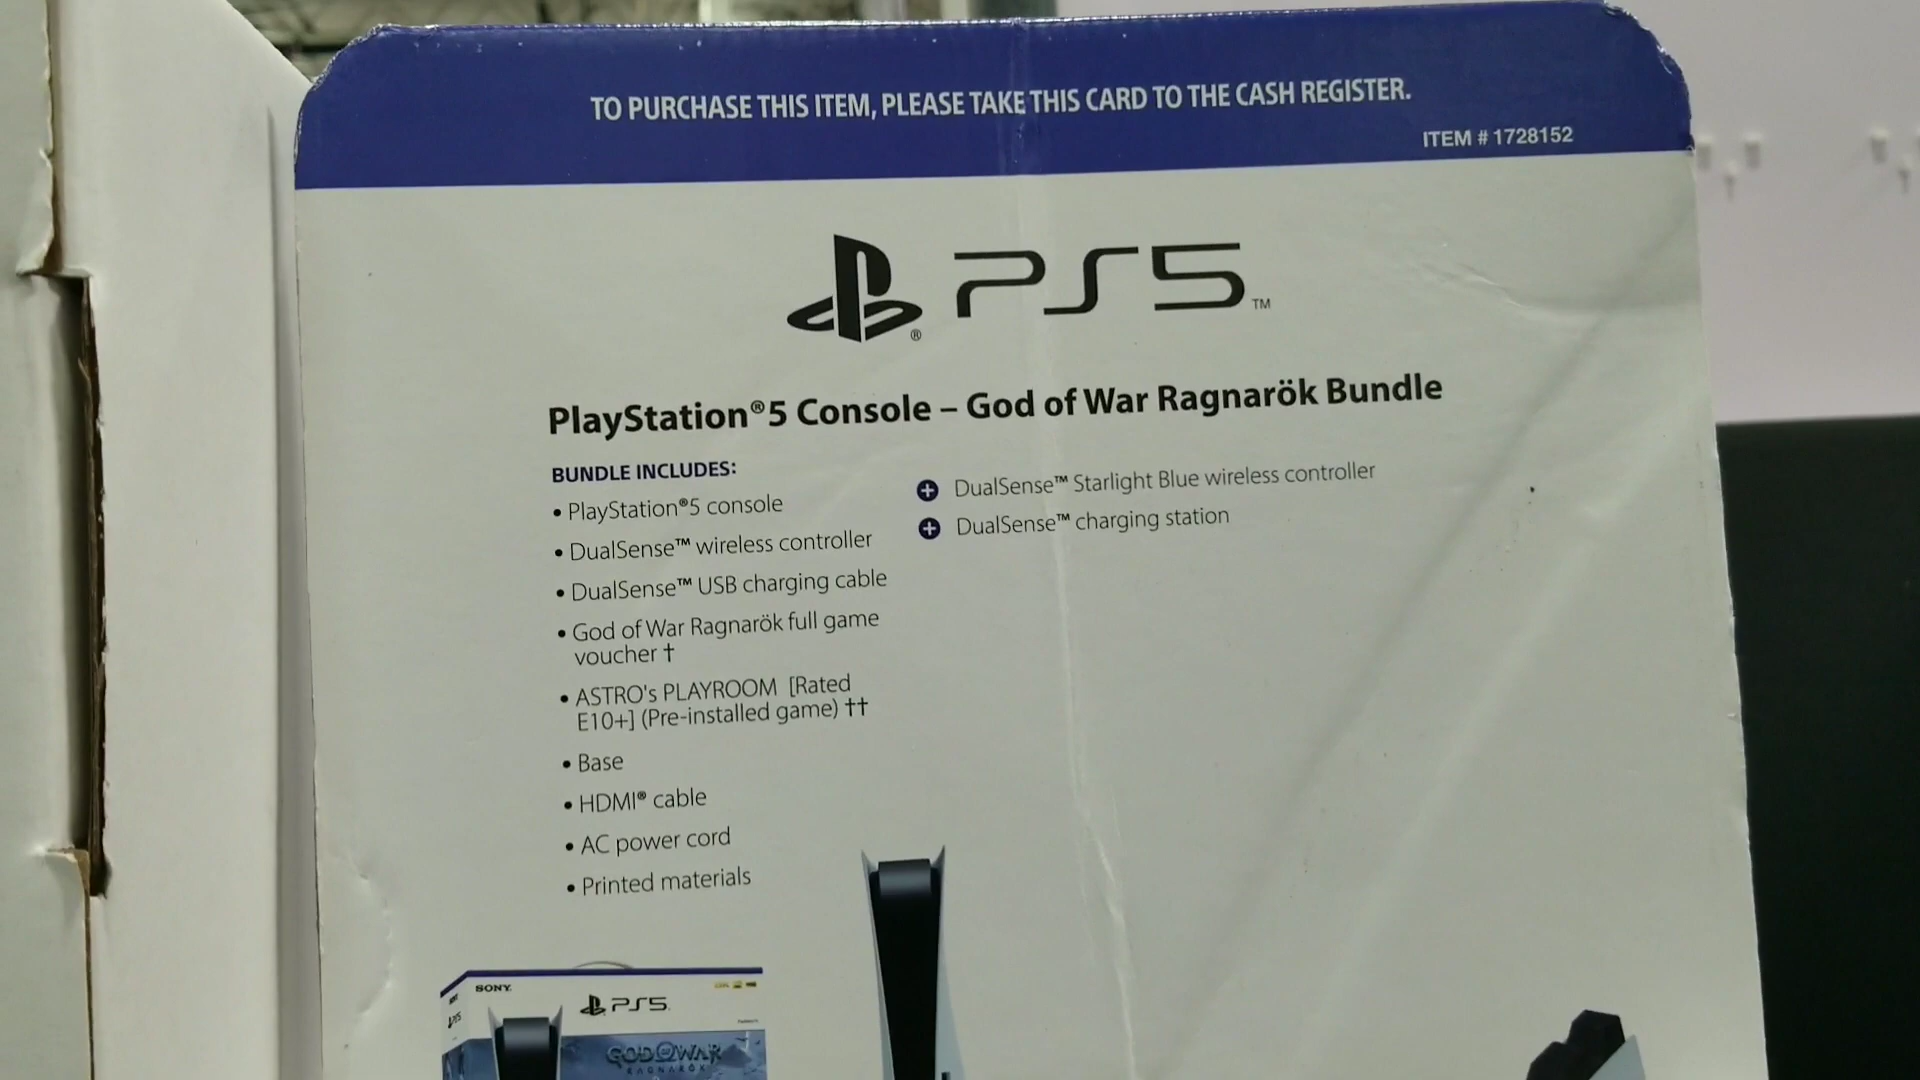 TO PURCHASE THIS ITEM, PLEASE TAKE THIS CARD TO THE CASH REGISTER.
ITEM # 1728152
PS5™
PlayStation®5 Console – God of War Ragnarök Bundle
BUNDLE INCLUDES:
• PlayStation®5 console
• DualSense™ wireless controller
• DualSense™ USB charging cable
• God of War Ragnarök full game
voucher †
• ASTRO's PLAYROOM [Rated
E10+] (Pre-installed game) ††
• Base
• HDMI® cable
• AC power cord
• Printed materials
+ DualSense™ Starlight Blue wireless controller
+ DualSense™ charging station
SONY
PS5
PS5
GOD OF WAR
RAGNARÖK